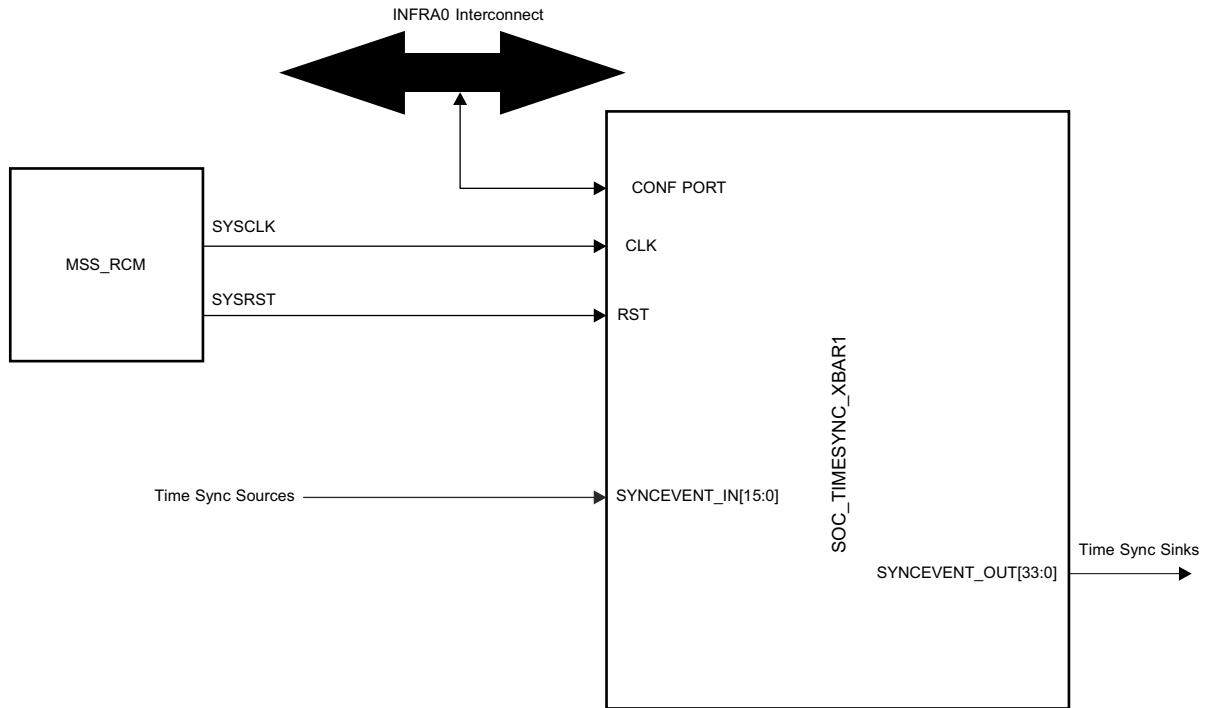 INFRA0 Interconnect
CONF PORT
SYSCLK
CLK
MSS_RCM
SYSRST
RST
SOC_TIMESYNC_XBAR1
Time Sync Sources
SYNCEVENT_IN[15:0]
Time Sync Sinks
SYNCEVENT_OUT[33:0]